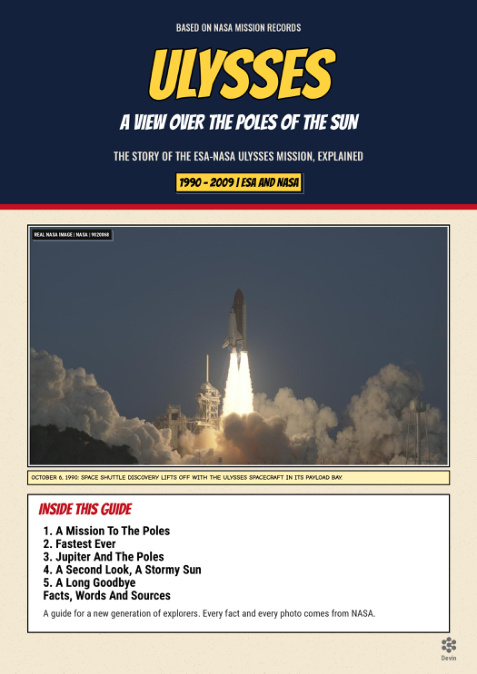 BASED ON NASA MISSION RECORDS
ULYSSES
A VIEW OVER THE POLES OF THE SUN
THE STORY OF THE ESA-NASA ULYSSES MISSION, EXPLAINED
1990 - 2009 | ESA AND NASA
REAL NASA IMAGE | NASA | 9020068
OCTOBER 6, 1990: SPACE SHUTTLE DISCOVERY LIFTS OFF WITH THE ULYSSES SPACECRAFT IN ITS PAYLOAD BAY.
INSIDE THIS GUIDE
1. A Mission To The Poles
2. Fastest Ever
3. Jupiter And The Poles
4. A Second Look, A Stormy Sun
5. A Long Goodbye
Facts, Words And Sources
A guide for a new generation of explorers. Every fact and every photo comes from NASA.
Devin